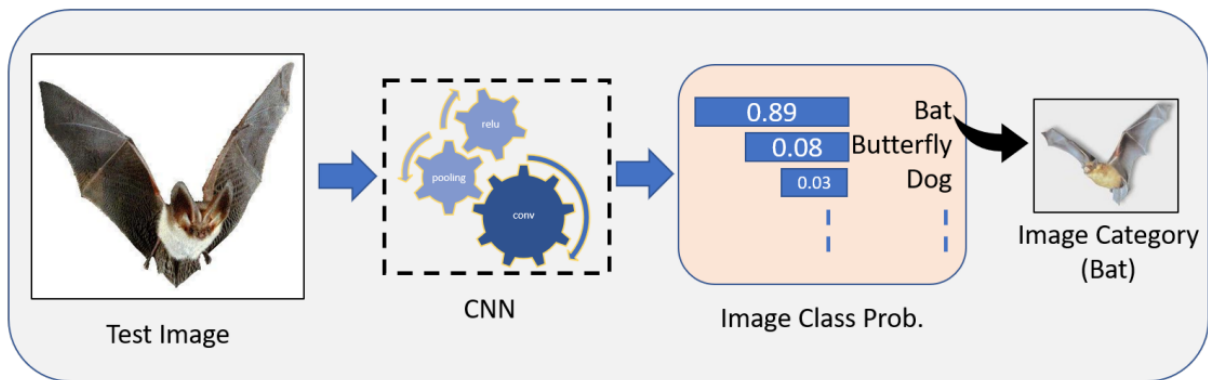 relu
pooling
conv
0.89
Bat
0.08
Butterfly
0.03
Dog
Image Category
(Bat)
CNN
Image Class Prob.
Test Image